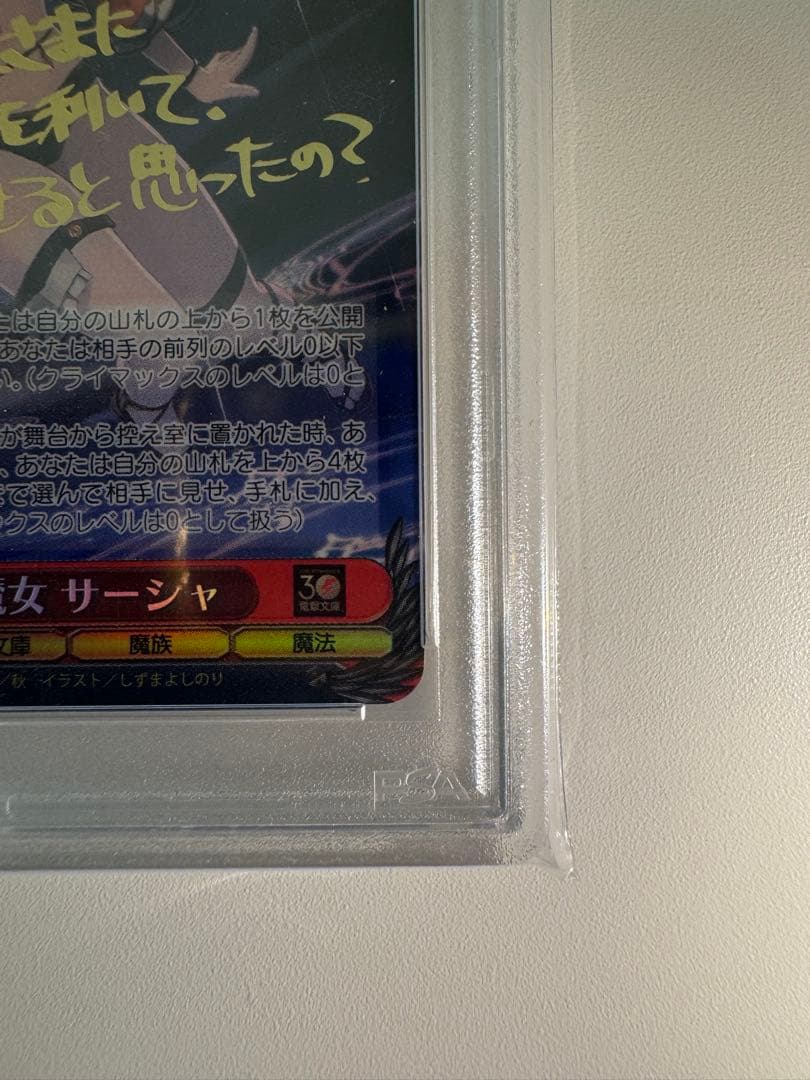 さまに
を利いて。
せると思ったの?
たは自分の山札の上から1枚を公開
あなたは相手の前列のレベル0以下
い。(クライマックスのレベルは0と
が舞台から控え室に置かれた時、あ
、あなたは自分の山札を上から4枚
で選んで相手に見せ、手札に加え、
ックスのレベルは0として扱う)
魔女 サーシャ
30
電撃文庫
文庫 魔族 魔法
/秋 イラスト/しずまよしのり
PSA